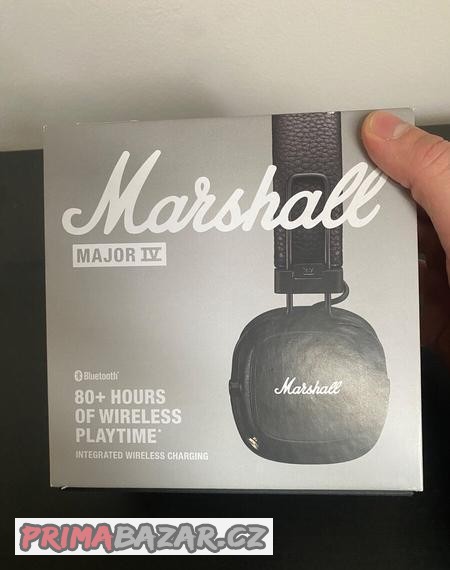 Marshall
MAJOR IV
Bluetooth®
80+ HOURS
OF WIRELESS
PLAYTIME*
INTEGRATED WIRELESS CHARGING
Marshall
PRIMABAZAR.CZ